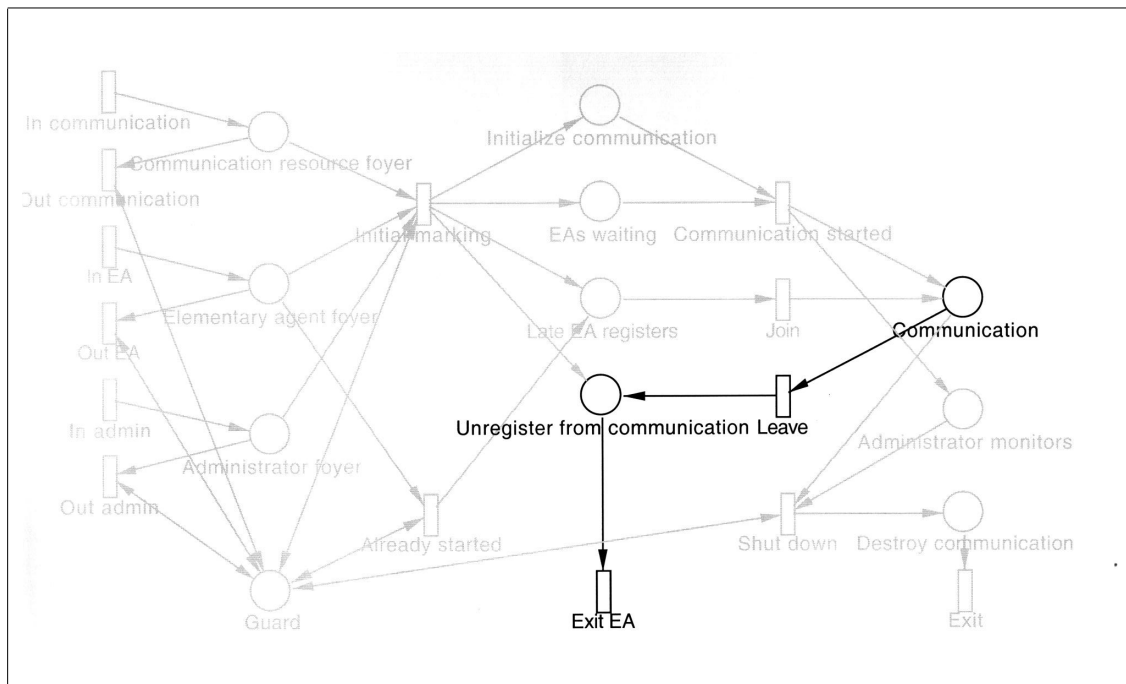 In communication
Communication resource foyer
Out communication
In EA
Elementary agent foyer
Out EA
In admin
Administrator foyer
Out admin
Guard
Initial marking
Already started
Initialize communication
EAs waiting
Late EA registers
Unregister from communication
Exit EA
Communication started
Join
Leave
Shut down
Communication
Administrator monitors
Destroy communication
Exit